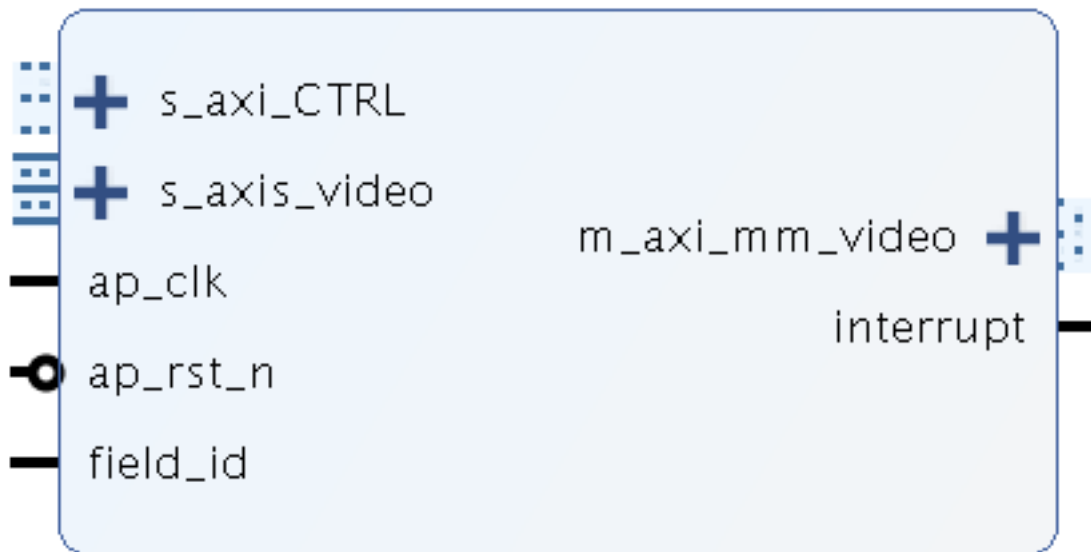 s_axi_CTRL
s_axis_video
ap_clk
ap_rst_n
field_id
m_axi_mm_video
interrupt